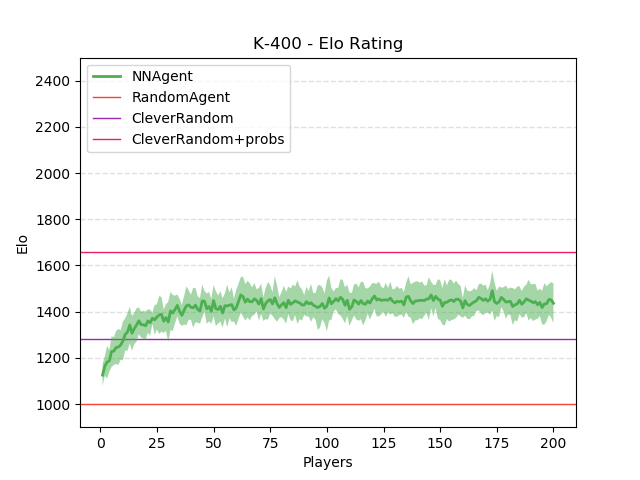 K-400 - Elo Rating
NNAgent
RandomAgent
CleverRandom
CleverRandom+probs
2400
2200
2000
1800
1600
1400
1200
1000
Elo
0 25 50 75 100 125 150 175 200
Players